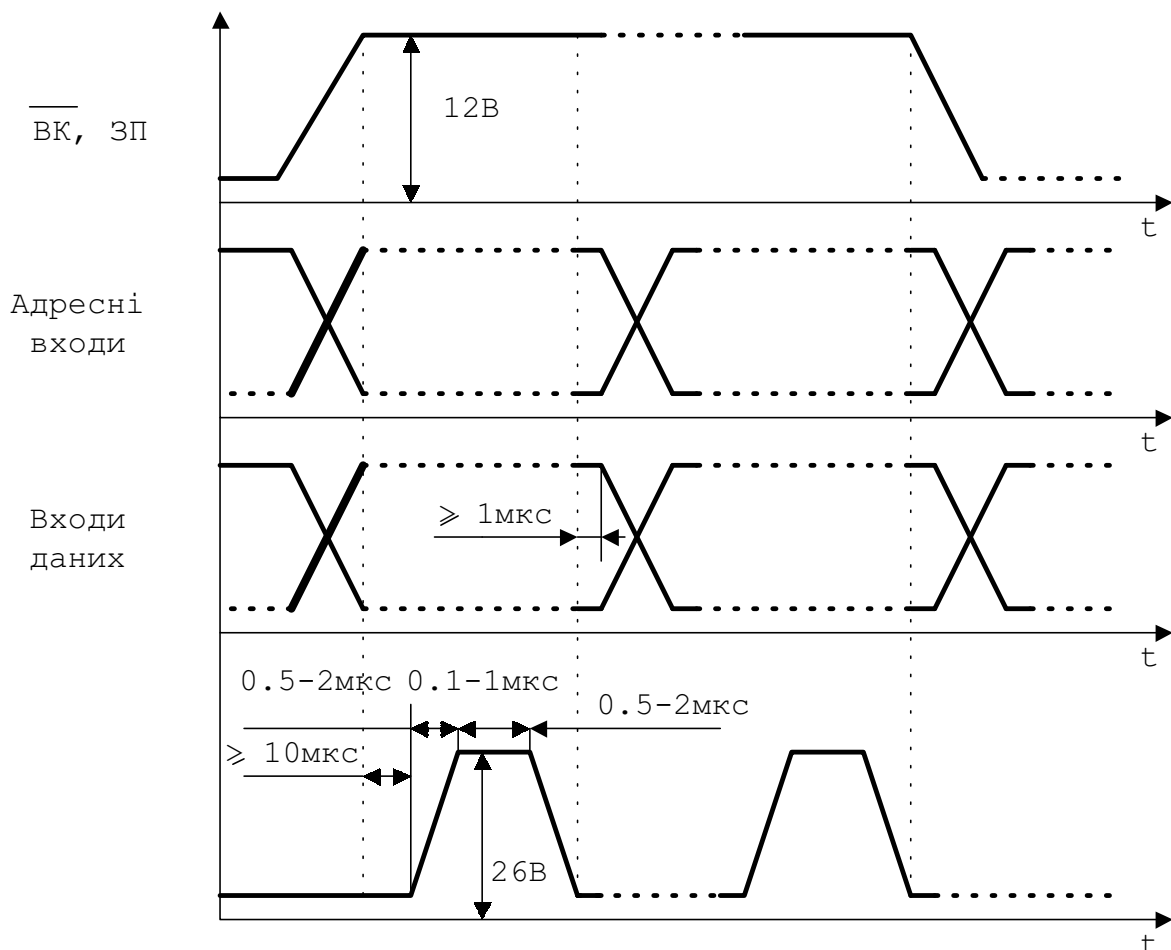 12В
ВК, ЗП
t
Адресні
входи
t
Входи
даних
⩾ 1мкс
t
0.5-2мкс 0.1-1мкс
0.5-2мкс
⩾ 10мкс
26В
t